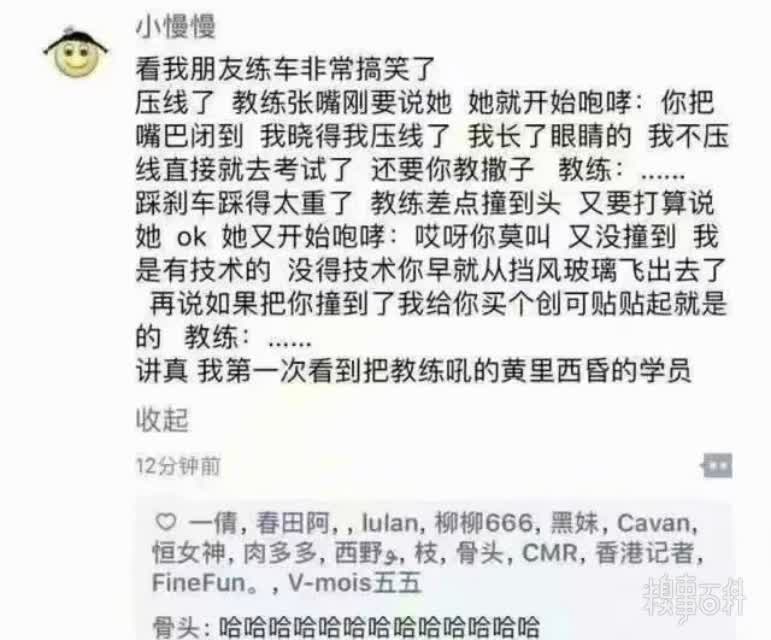 小慢慢
看我朋友练车非常搞笑了
压线了 教练张嘴刚要说她 她就开始咆哮：你把
嘴巴闭到 我晓得我压线了 我长了眼睛的 我不压
线直接就去考试了 还要你教撒子 教练：......
踩刹车踩得太重了 教练差点撞到头 又要打算说
她 ok 她又开始咆哮：哎呀你莫叫 又没撞到 我
是有技术的 没得技术你早就从挡风玻璃飞出去了
再说如果把你撞到了我给你买个创可贴贴起就是
的 教练：......
讲真 我第一次看到把教练吼的黄里西昏的学员
收起
12分钟前
一倩, 春田阿, , lulan, 柳柳666, 黑妹, Cavan,
恒女神, 肉多多, 西野و, 枝, 骨头, CMR, 香港记者,
FineFun。, V-mois五五
骨头: 哈哈哈哈哈哈哈哈哈哈哈哈哈
糗事百科